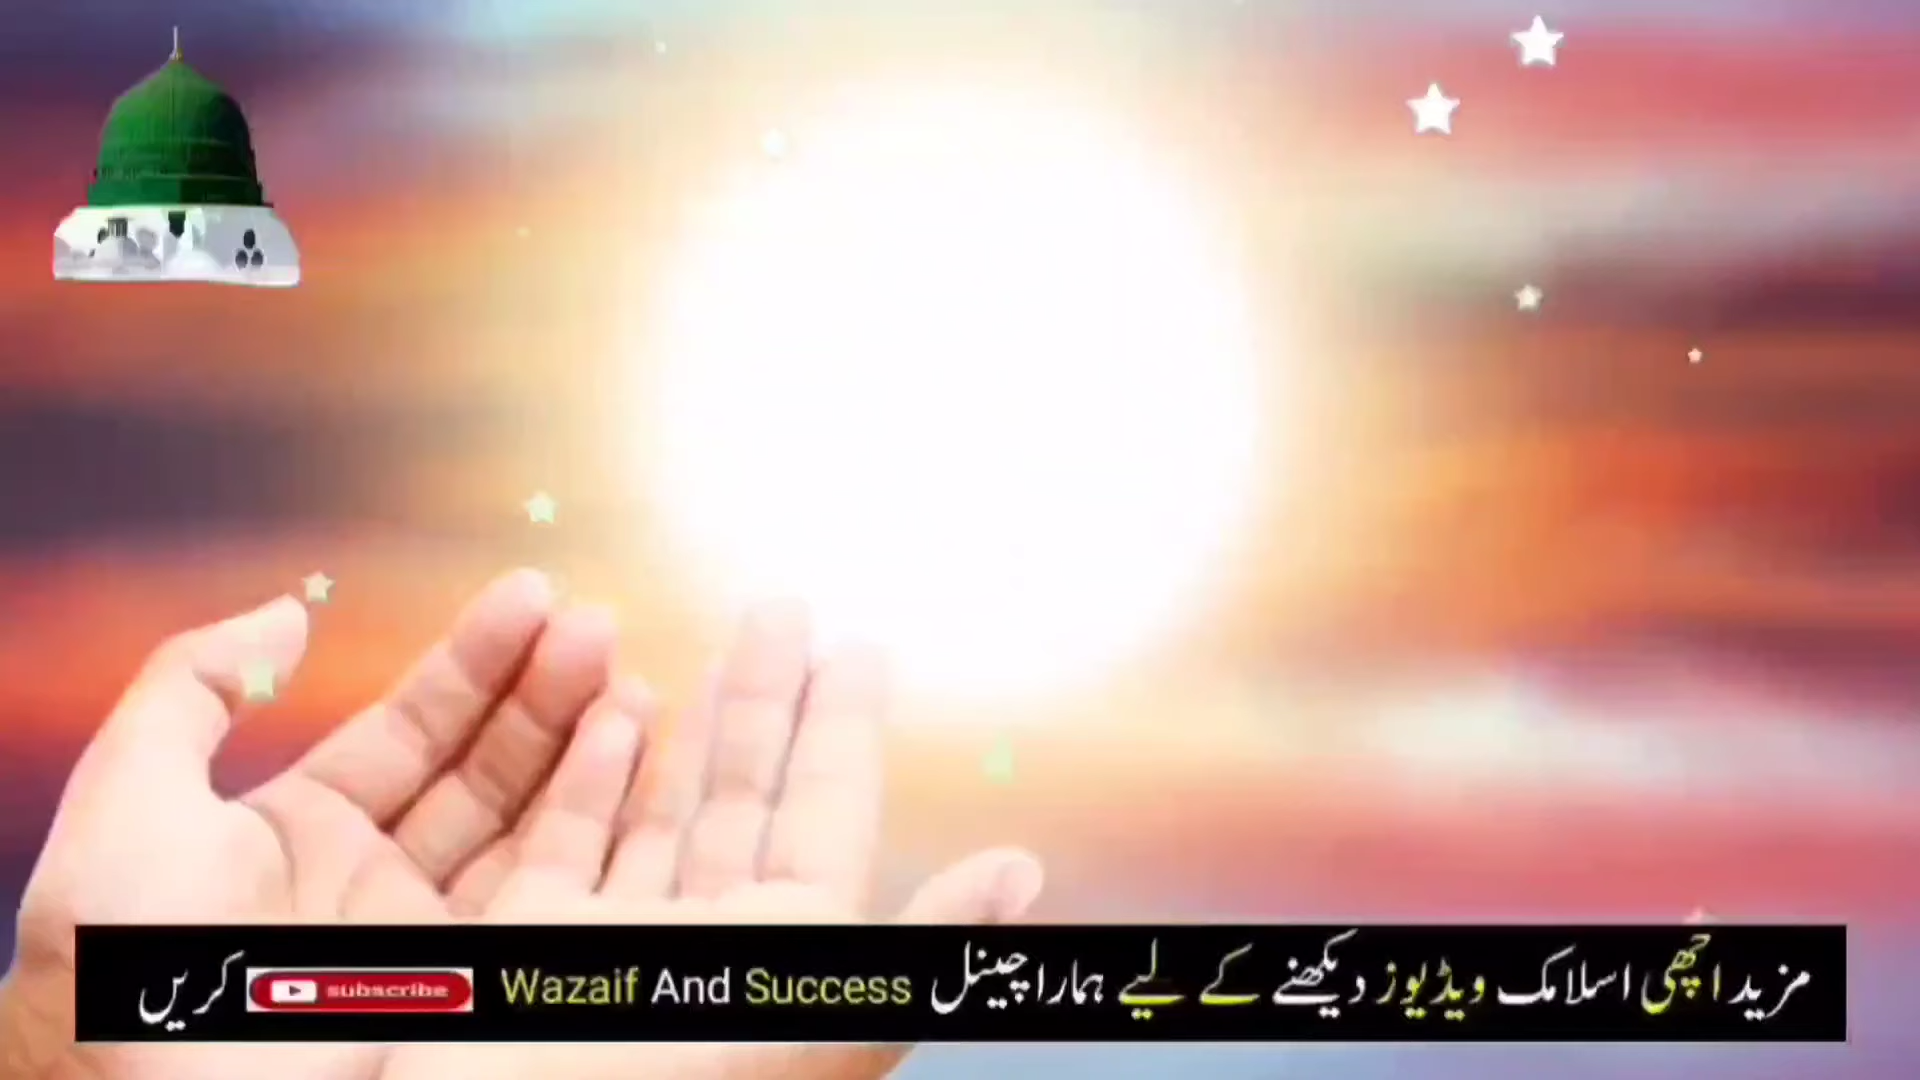 مزید اچھی اسلامک ویڈیوز دیکھنے کے لیے ہمارا چینل Wazaif And Success subscribe کریں